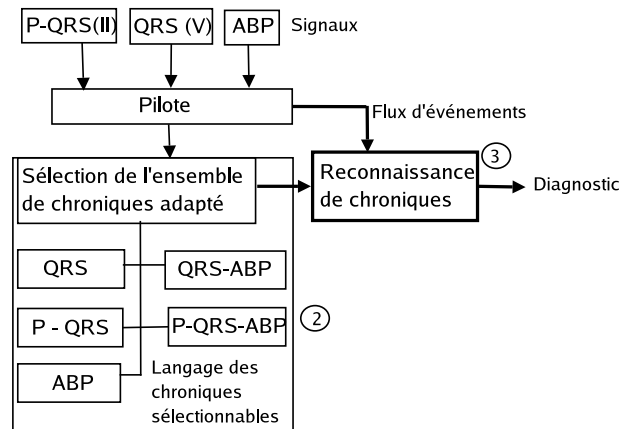 P-QRS(II)
QRS (V)
ABP
Signaux
Pilote
Flux d'événements
Sélection de l'ensemble
de chroniques adapté
Reconnaissance
de chroniques
3
Diagnostic
QRS
QRS-ABP
P - QRS
P-QRS-ABP
2
ABP
Langage des
chroniques
sélectionnables